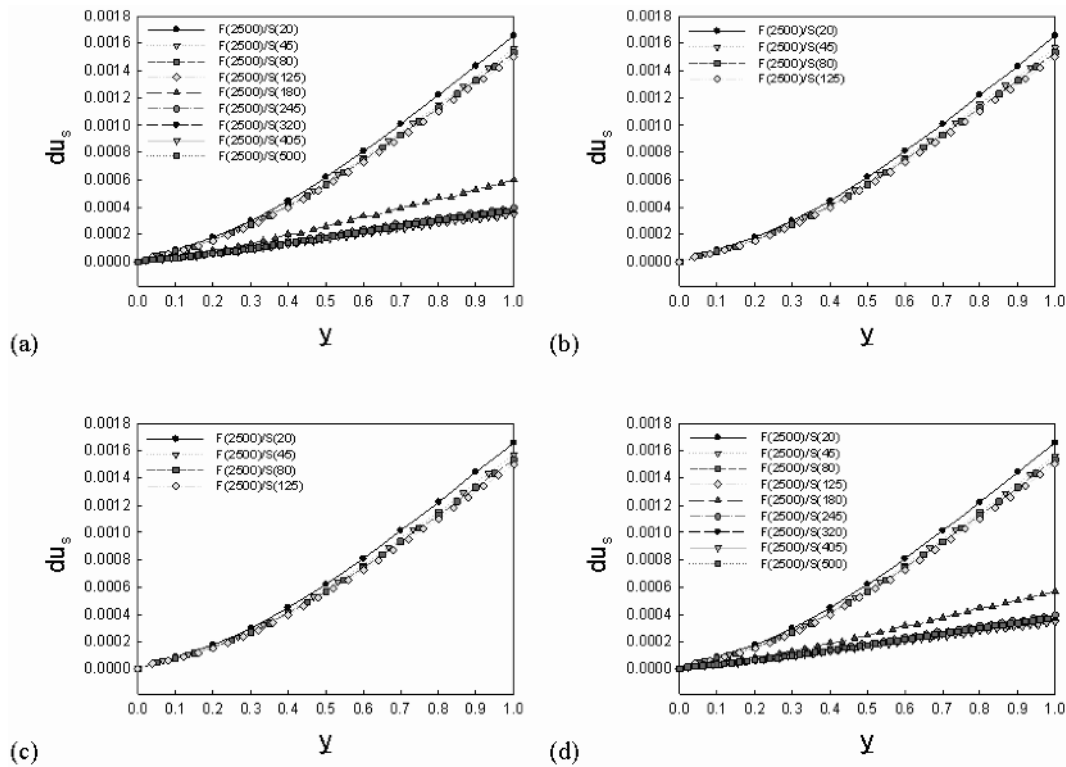 0.0018
0.0016
0.0014
0.0012
0.0010
0.0008
0.0006
0.0004
0.0002
0.0000
du_s
F(2500)/S(20)
F(2500)/S(45)
F(2500)/S(80)
F(2500)/S(125)
F(2500)/S(180)
F(2500)/S(245)
F(2500)/S(320)
F(2500)/S(405)
F(2500)/S(500)
0.0 0.1 0.2 0.3 0.4 0.5 0.6 0.7 0.8 0.9 1.0
y
(a)
0.0018
0.0016
0.0014
0.0012
0.0010
0.0008
0.0006
0.0004
0.0002
0.0000
du_s
F(2500)/S(20)
F(2500)/S(45)
F(2500)/S(80)
F(2500)/S(125)
0.0 0.1 0.2 0.3 0.4 0.5 0.6 0.7 0.8 0.9 1.0
y
(b)
0.0018
0.0016
0.0014
0.0012
0.0010
0.0008
0.0006
0.0004
0.0002
0.0000
du_s
F(2500)/S(20)
F(2500)/S(45)
F(2500)/S(80)
F(2500)/S(125)
0.0 0.1 0.2 0.3 0.4 0.5 0.6 0.7 0.8 0.9 1.0
y
(c)
0.0018
0.0016
0.0014
0.0012
0.0010
0.0008
0.0006
0.0004
0.0002
0.0000
du_s
F(2500)/S(20)
F(2500)/S(45)
F(2500)/S(80)
F(2500)/S(125)
F(2500)/S(180)
F(2500)/S(245)
F(2500)/S(320)
F(2500)/S(405)
F(2500)/S(500)
0.0 0.1 0.2 0.3 0.4 0.5 0.6 0.7 0.8 0.9 1.0
y
(d)